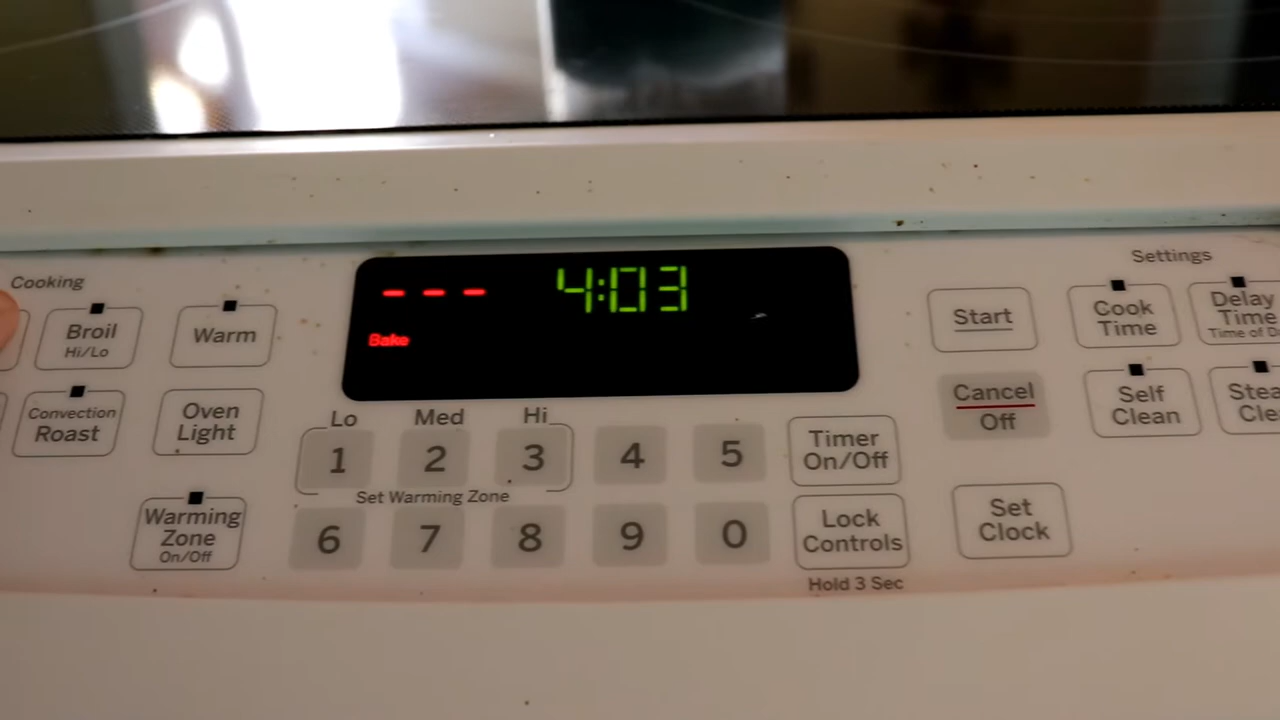 Cooking
Settings
Broil
Hi/Lo
Warm
- - -
4:03
Bake
Start
Cook
Time
Delay
Time
Convection
Roast
Oven
Light
Lo
Med
Hi
1
2
3
4
5
Set Warming Zone
Timer
On/Off
Cancel
Off
Self
Clean
Warming
Zone
On/Off
6
7
8
9
0
Lock
Controls
Hold 3 Sec
Set
Clock